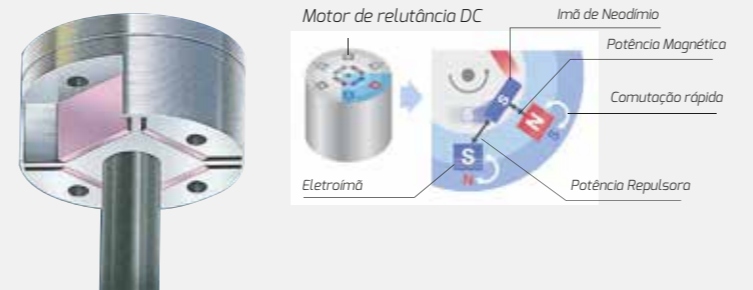 Motor de relutância DC
Imã de Neodímio
Potência Magnética
Comutação rápida
S
N
S
S
N
Eletroímã
Potência Repulsora